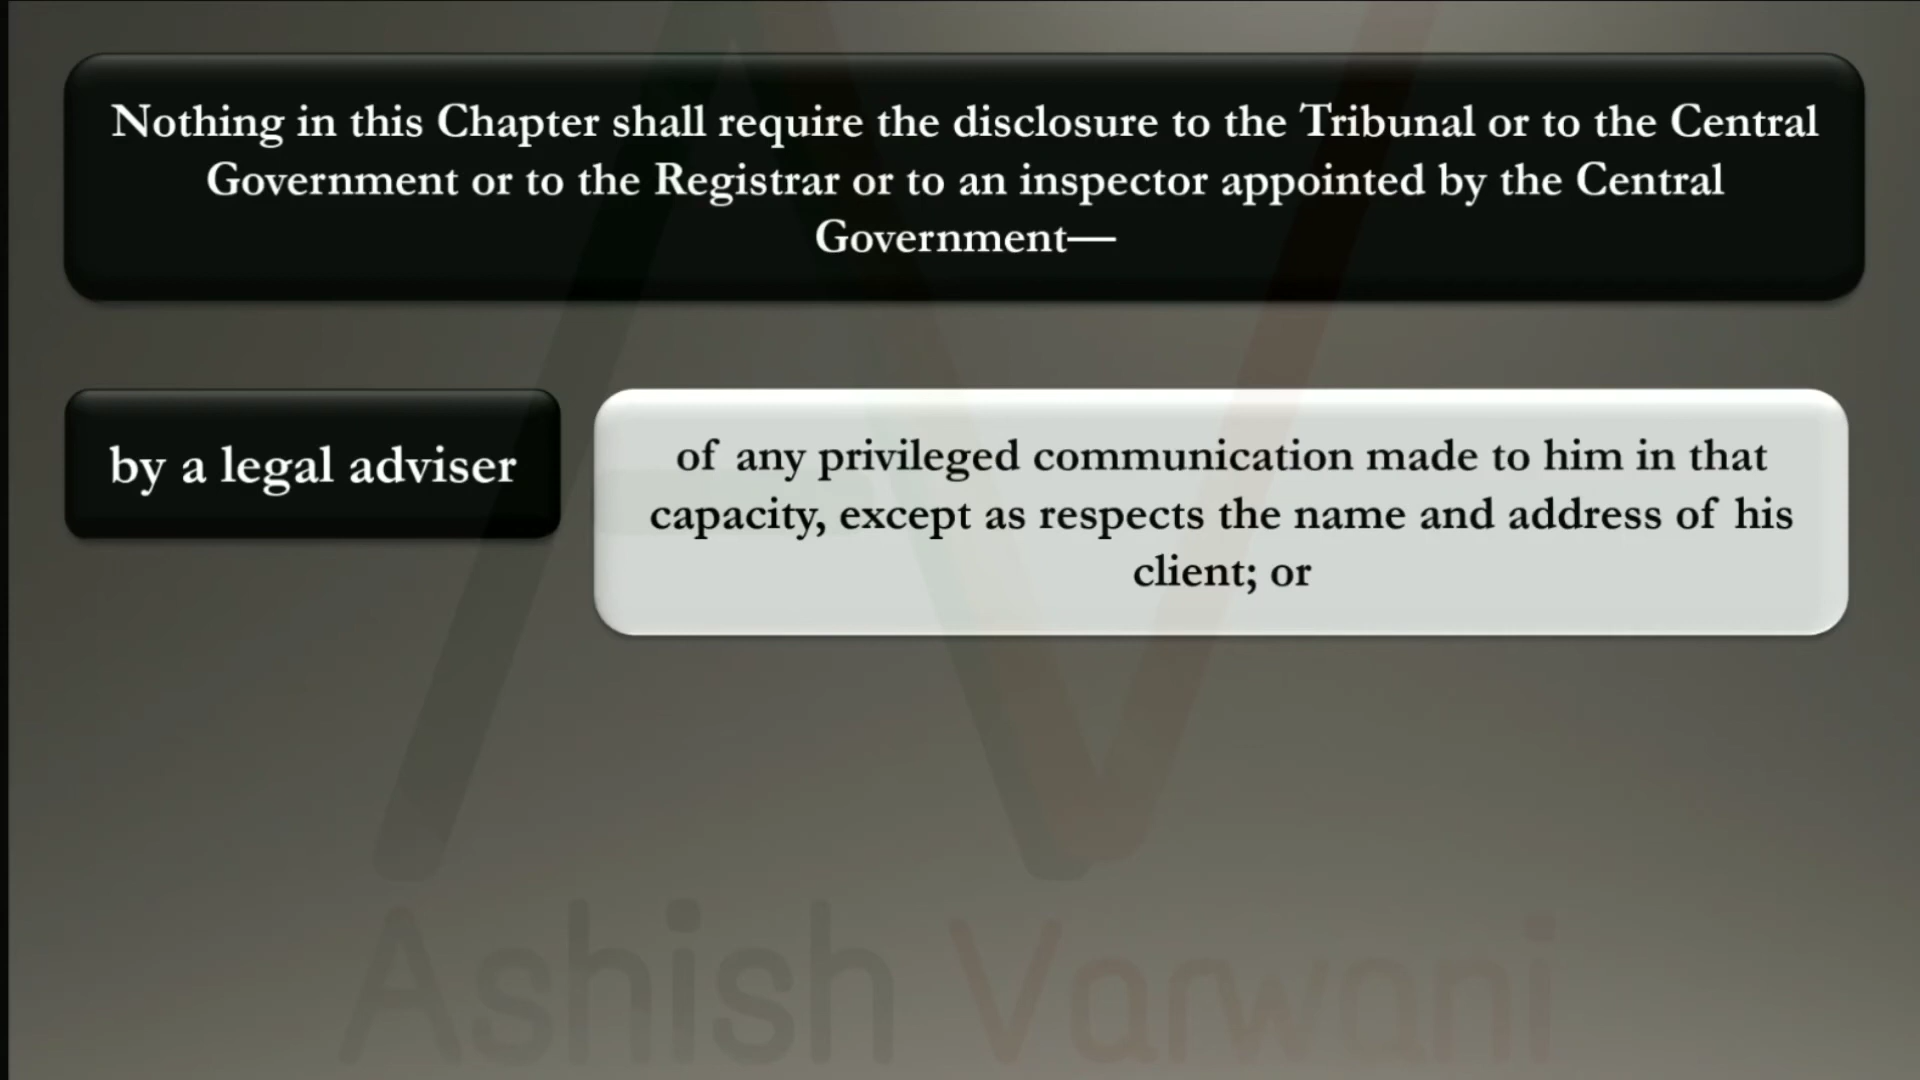 Nothing in this Chapter shall require the disclosure to the Tribunal or to the Central
Government or to the Registrar or to an inspector appointed by the Central
Government—
by a legal adviser
of any privileged communication made to him in that
capacity, except as respects the name and address of his
client; or
Ashish Varwani